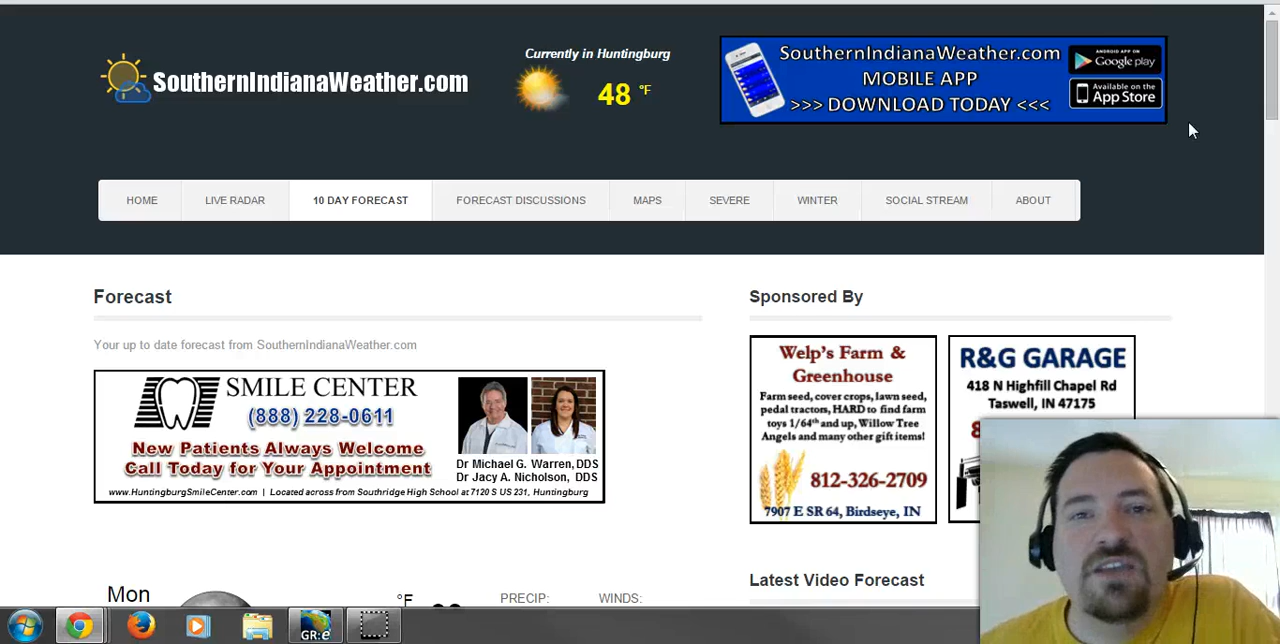 SouthernIndianaWeather.com
Currently in Huntingburg
48 °F
SouthernIndianaWeather.com
MOBILE APP
>>> DOWNLOAD TODAY <<<
ANDROID APP ON
Google play
Available on the
App Store
HOME
LIVE RADAR
10 DAY FORECAST
FORECAST DISCUSSIONS
MAPS
SEVERE
WINTER
SOCIAL STREAM
ABOUT
Forecast
Your up to date forecast from SouthernIndianaWeather.com
SMILE CENTER
(888) 228-0611
New Patients Always Welcome
Call Today for Your Appointment
Dr Michael G. Warren, DDS
Dr Jacy A. Nicholson, DDS
www.HuntingburgSmileCenter.com | Located across from Southridge High School at 7120 S US 231, Huntingburg
Mon
°F
PRECIP:
WINDS:
Sponsored By
Welp's Farm &
Greenhouse
Farm seed, cover crops, lawn seed,
pedal tractors, HARD to find farm
toys 1/64th and up, Willow Tree
Angels and many other gift items!
812-326-2709
7907 E SR 64, Birdseye, IN
R&G GARAGE
418 N Highfill Chapel Rd
Taswell, IN 47175
Latest Video Forecast
GR:e